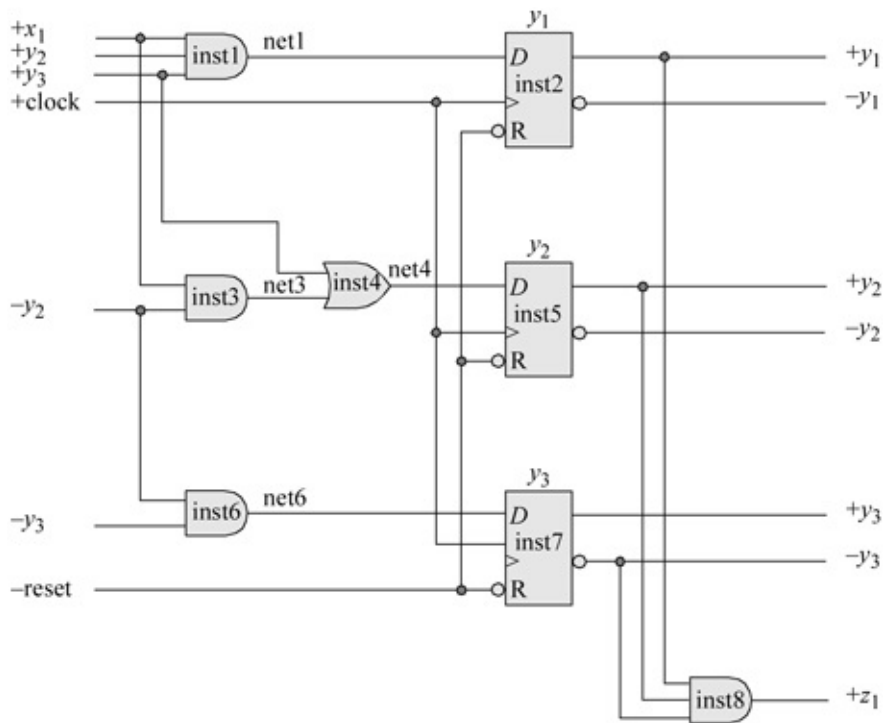 +x₁
+y₂
+y₃
+clock
inst1
net1
y₁
D
inst2
R
+y₁
–y₁
–y₂
inst3
net3
inst4
net4
y₂
D
inst5
R
+y₂
–y₂
–y₃
inst6
net6
y₃
D
inst7
R
+y₃
–y₃
–reset
inst8
+z₁